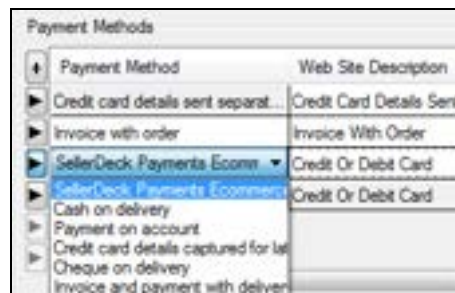 Payment Methods
Payment Method Web Site Description
Credit card details sent separat... Credit Card Details Sent
Invoice with order Invoice With Order
SellerDeck Payments Ecomm Credit Or Debit Card
SellerDeck Payments Ecommerc Credit Or Debit Card
Cash on delivery
Payment on account
Credit card details captured for lat
Cheque on delivery
Invoice and payment with deliver